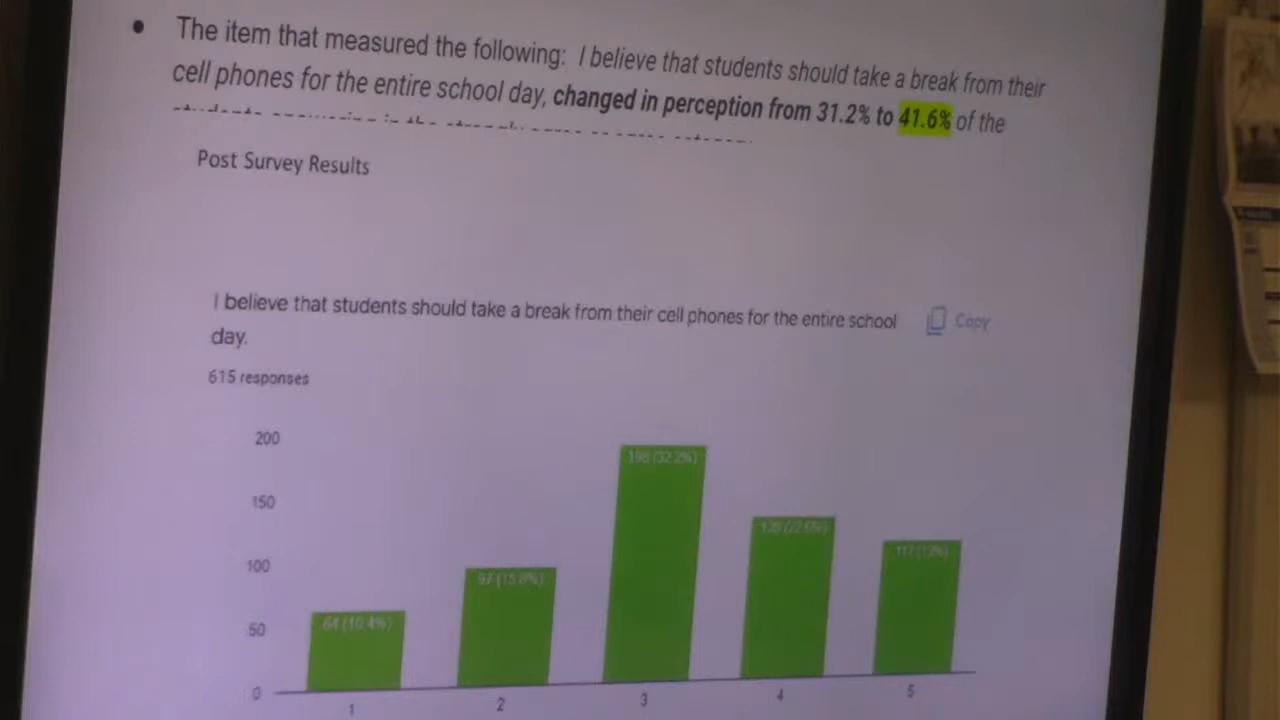 • The item that measured the following: I believe that students should take a break from their
cell phones for the entire school day, changed in perception from 31.2% to 41.6% of the
Post Survey Results
I believe that students should take a break from their cell phones for the entire school
day.
Copy
615 responses
200
150
100
50
0
64 (10.4%)
97 (15.8%)
198 (32.2%)
1
2
3
4
5